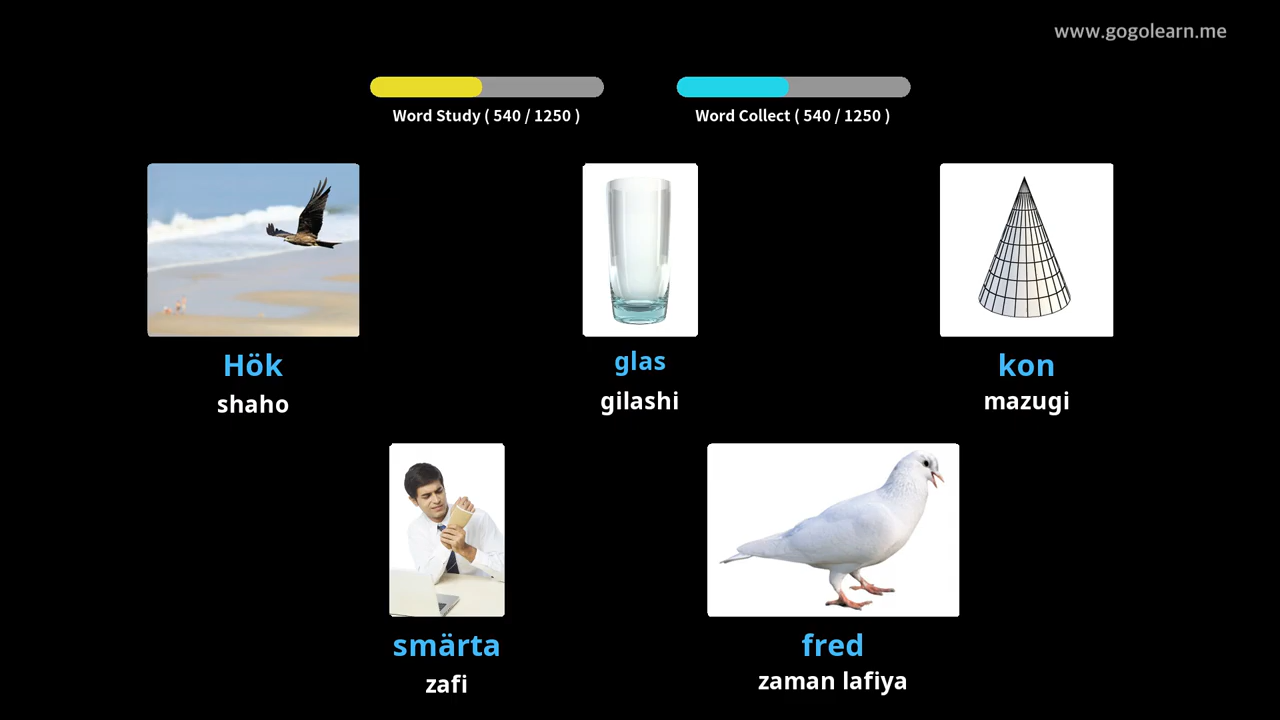 www.gogolearn.me
Word Study ( 540 / 1250 )
Word Collect ( 540 / 1250 )
Hök
shaho
glas
gilashi
kon
mazugi
smärta
zafi
fred
zaman lafiya